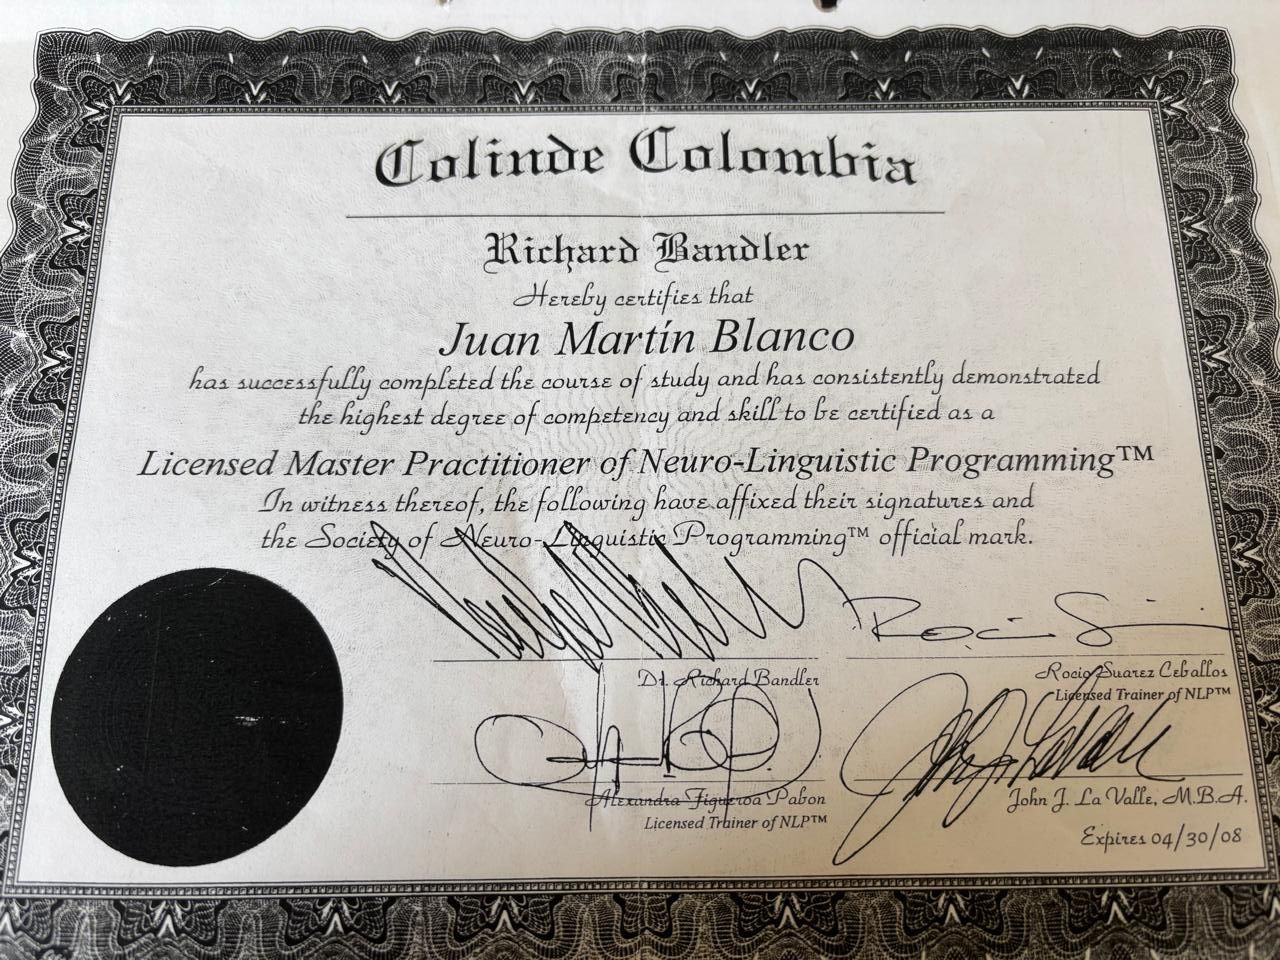 Colinde Colombia
Richard Bandler
Hereby certifies that
Juan Martín Blanco
has successfully completed the course of study and has consistently demonstrated
the highest degree of competency and skill to be certified as a
Licensed Master Practitioner of Neuro-Linguistic Programming™
In witness thereof, the following have affixed their signatures and
the Society of Neuro-Linguistic Programming™ official mark.
Dr. Richard Bandler
Rocio Suarez Ceballos
Licensed Trainer of NLP™
Alexandra Figueroa Pabon
Licensed Trainer of NLP™
John J. La Valle
John J. La Valle, M.B.A.
Expires 04/30/08